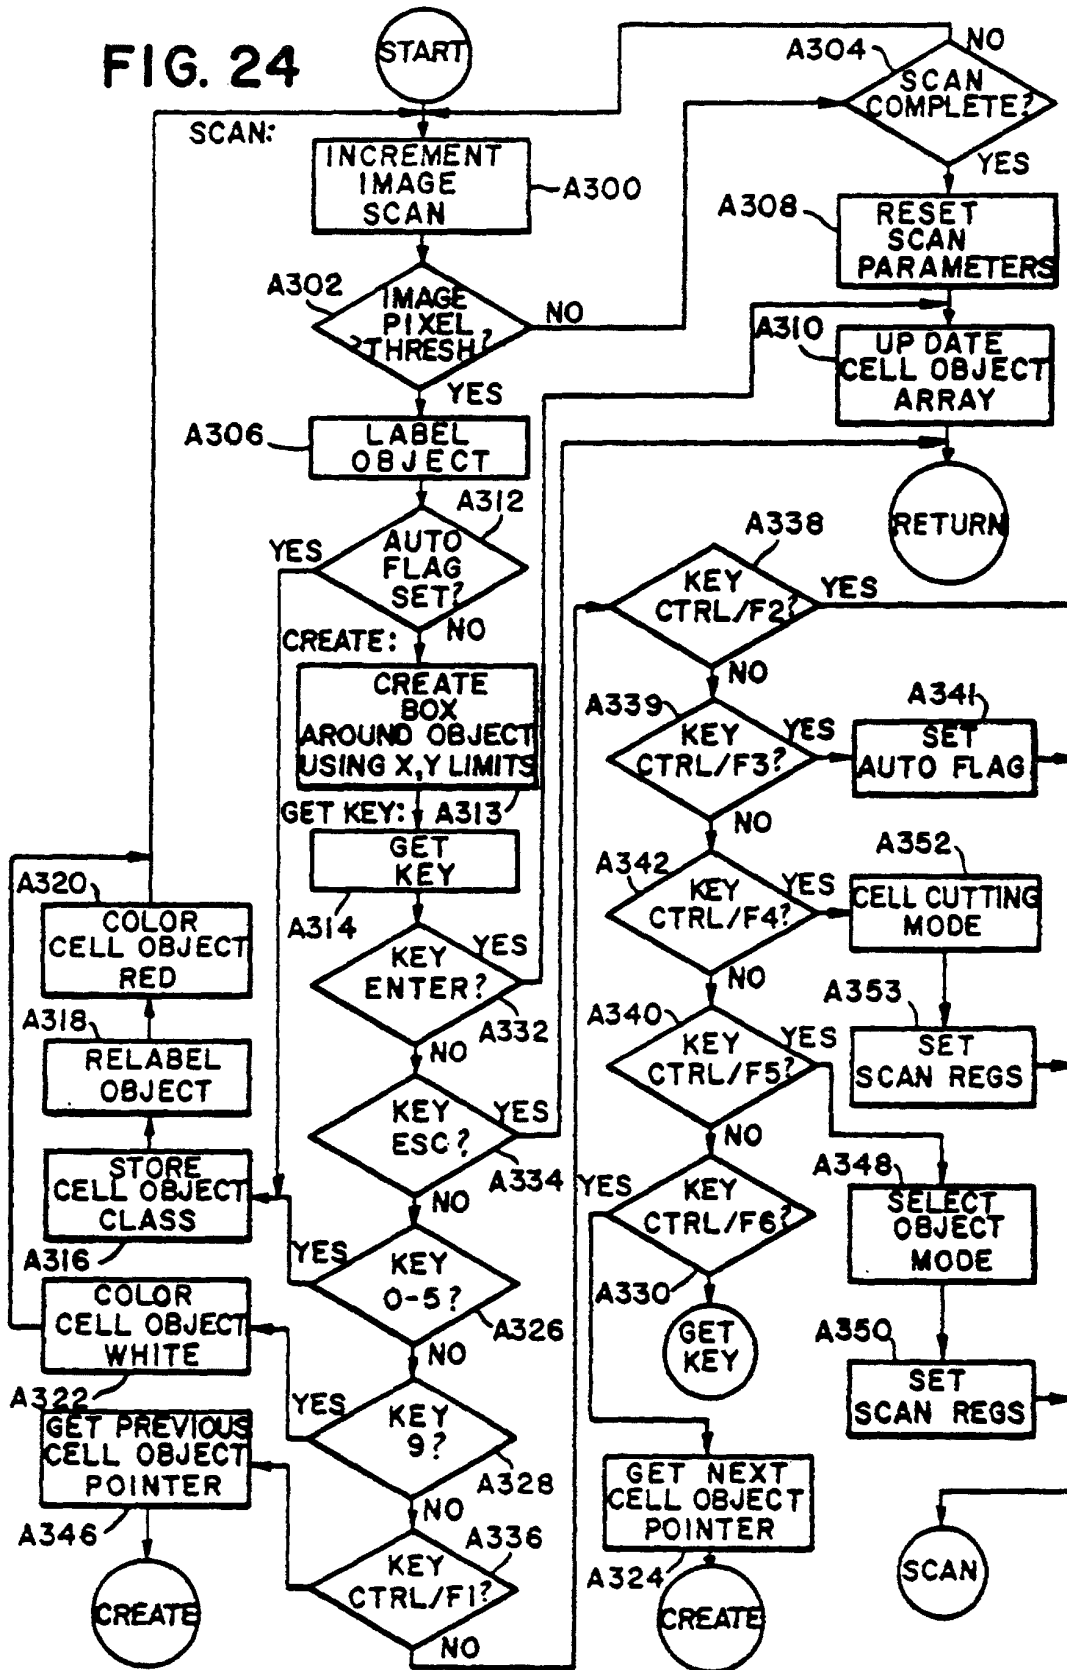 FIG. 24
START
SCAN:
INCREMENT
IMAGE
SCAN
A300
A302
IMAGE
PIXEL
>THRESH?
NO
YES
A304
SCAN
COMPLETE?
NO
YES
A308
RESET
SCAN
PARAMETERS
A310
UPDATE
CELL OBJECT
ARRAY
RETURN
A306
LABEL
OBJECT
A312
AUTO
FLAG
SET?
YES
NO
CREATE:
CREATE
BOX
AROUND OBJECT
USING X,Y LIMITS
A313
GET KEY:
GET
KEY
A314
KEY
ENTER?
YES
A332
NO
KEY
ESC?
YES
A334
NO
KEY
0-5?
YES
A326
NO
KEY
9?
YES
A328
NO
KEY
CTRL/F1?
A336
NO
A320
COLOR
CELL OBJECT
RED
A318
RELABEL
OBJECT
STORE
CELL OBJECT
CLASS
A316
COLOR
CELL OBJECT
WHITE
A322
GET PREVIOUS
CELL OBJECT
POINTER
A346
CREATE
A338
KEY
CTRL/F2?
YES
NO
A339
KEY
CTRL/F3?
YES
NO
A341
SET
AUTO FLAG
A342
KEY
CTRL/F4?
YES
NO
A352
CELL CUTTING
MODE
A353
SET
SCAN REGS
A340
KEY
CTRL/F5?
YES
NO
A348
SELECT
OBJECT
MODE
A350
SET
SCAN REGS
YES
KEY
CTRL/F6?
A330
GET
KEY
GET NEXT
CELL OBJECT
POINTER
A324
CREATE
SCAN